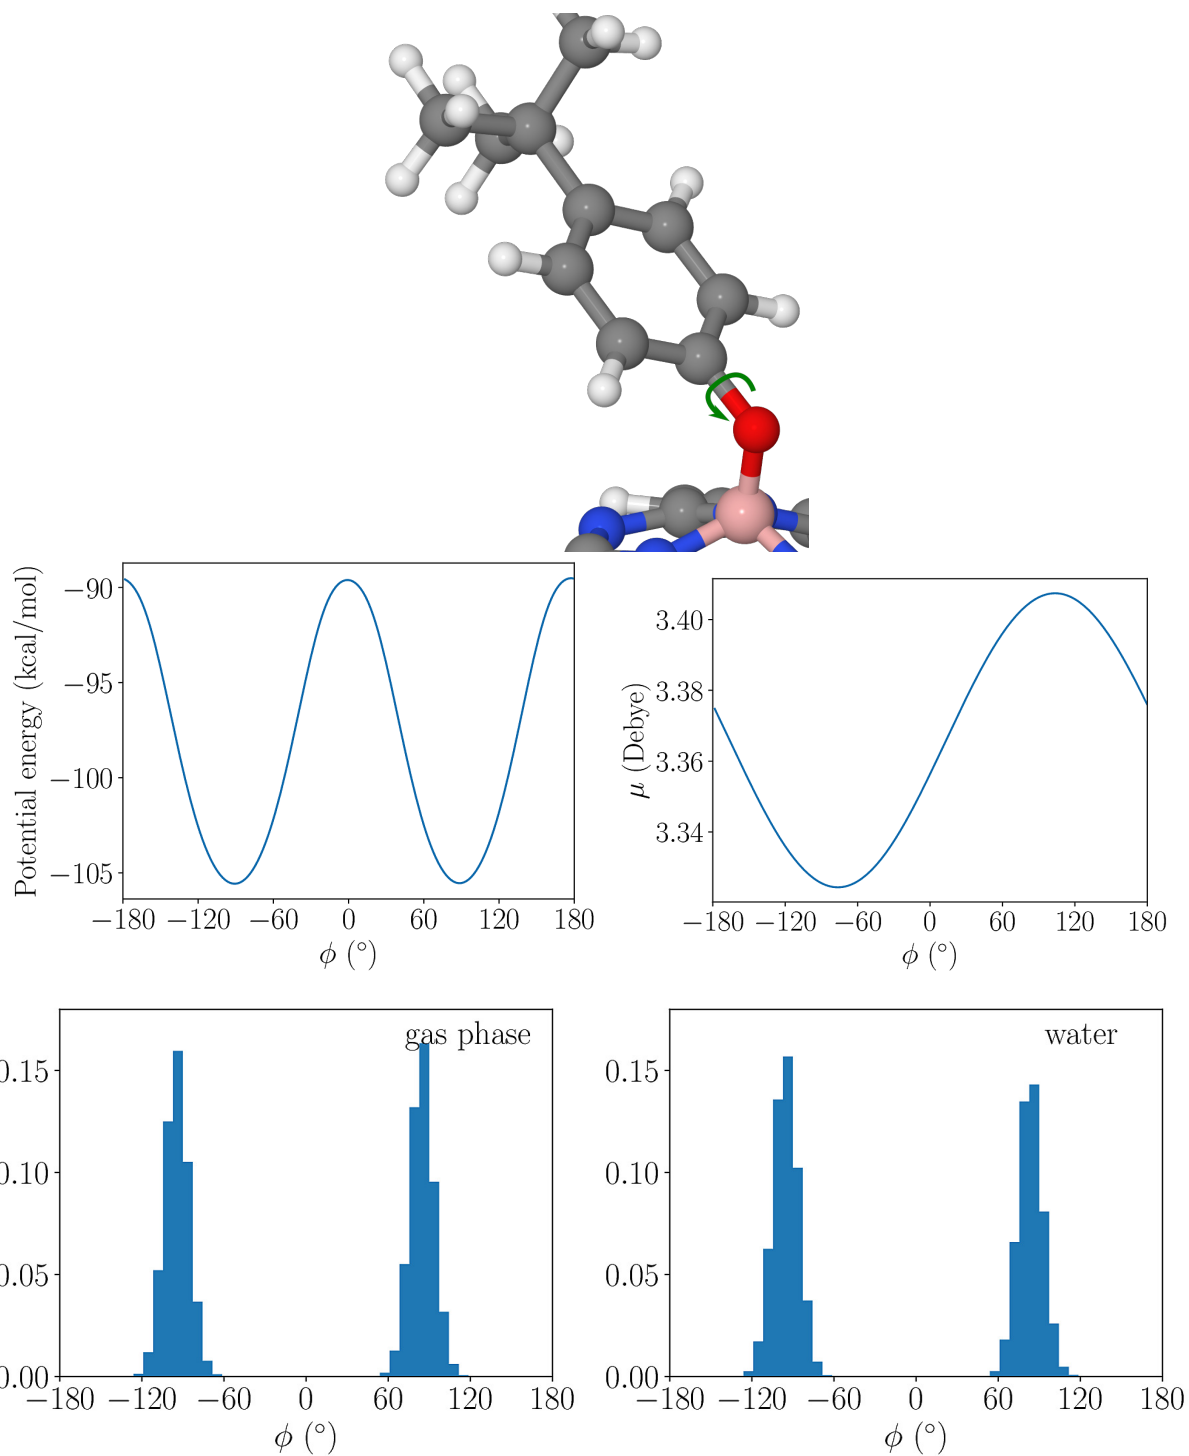 Potential energy (kcal/mol)
−90
−95
−100
−105
−180 −120 −60 0 60 120 180
ϕ (°)
μ (Debye)
3.40
3.38
3.36
3.34
−180 −120 −60 0 60 120 180
ϕ (°)
gas phase
0.15
0.10
0.05
0.00
−180 −120 −60 0 60 120 180
ϕ (°)
water
0.15
0.10
0.05
0.00
−180 −120 −60 0 60 120 180
ϕ (°)